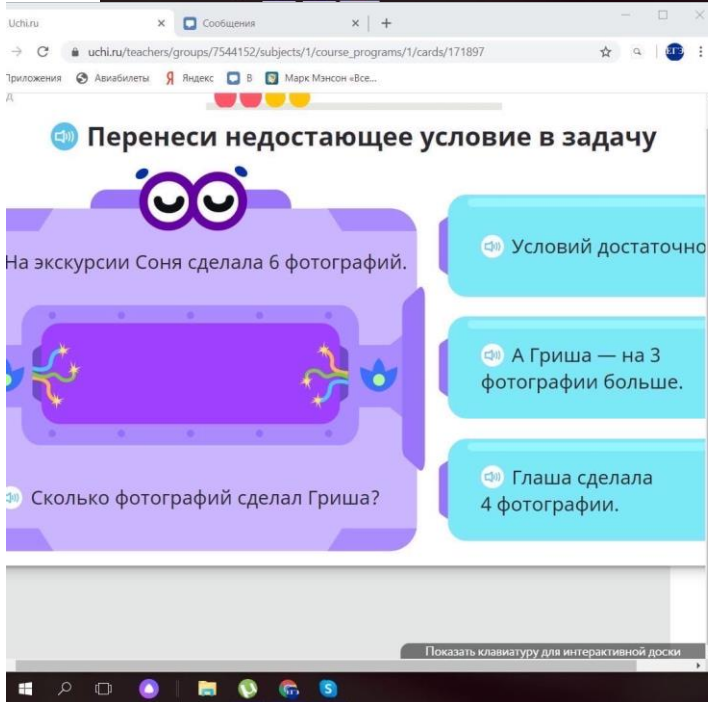 Uchi.ru
Сообщения
uchi.ru/teachers/groups/7544152/subjects/1/course_programs/1/cards/171897
ЕГЭ
Приложения
Авиабилеты
Яндекс
В
Марк Мэнсон «Все...
Перенеси недостающее условие в задачу
На экскурсии Соня сделала 6 фотографий.
Сколько фотографий сделал Гриша?
Условий достаточно
А Гриша — на 3
фотографии больше.
Глаша сделала
4 фотографии.
Показать клавиатуру для интерактивной доски